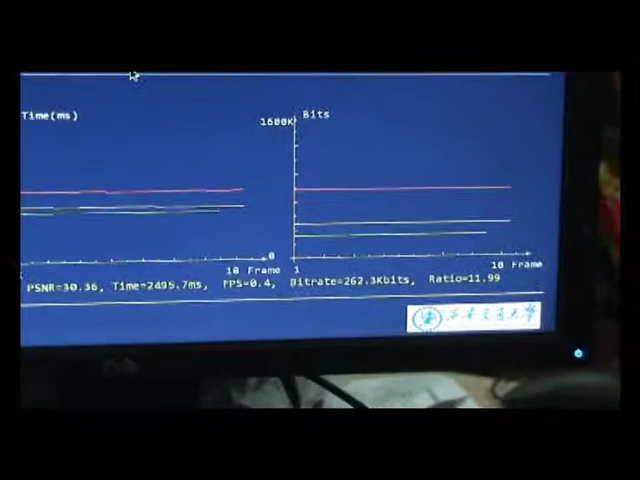 Time(ms)
1600K
Bits
0
10 Frame
1
10 Frame
PSNR=30.36, Time=2495.7ms, FPS=0.4, Bitrate=262.3Kbits, Ratio=11.99
西安交通大学